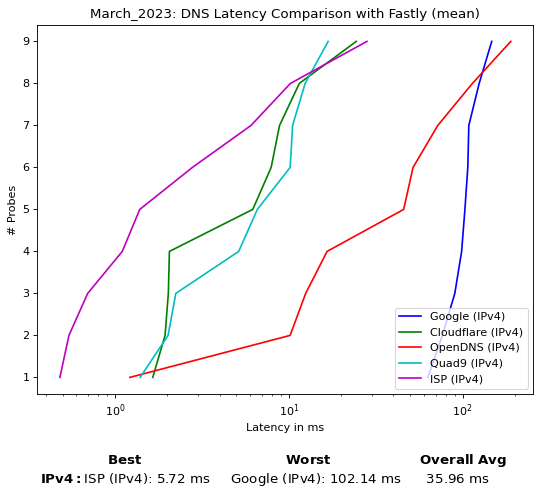 March_2023: DNS Latency Comparison with Fastly (mean)
9
8
7
6
5
4
3
2
1
# Probes
Google (IPv4)
Cloudflare (IPv4)
OpenDNS (IPv4)
Quad9 (IPv4)
ISP (IPv4)
10⁰ 10¹ 10²
Latency in ms
Best Worst Overall Avg
IPv4: ISP (IPv4): 5.72 ms Google (IPv4): 102.14 ms 35.96 ms